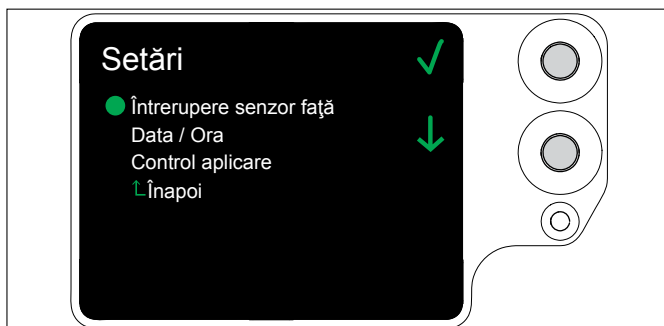 Setări
Întrerupere senzor faţă
Data / Ora
Control aplicare
Înapoi